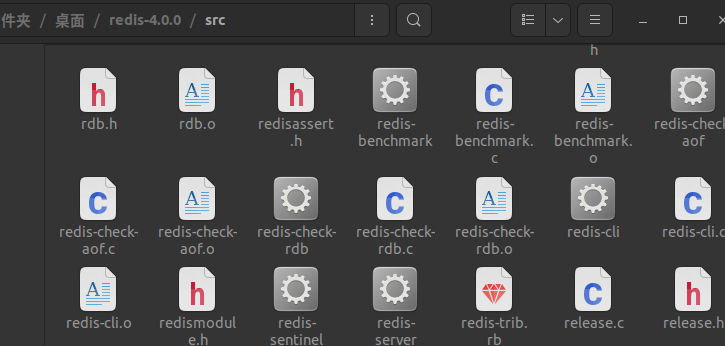 件夹 / 桌面 / redis-4.0.0 / src
h
rdb.h rdb.o redisassert redis- redis- redis- redis-check
.h benchmark benchmark. benchmark. aof
c o
redis-check- redis-check- redis-check- redis-check- redis-check- redis-cli redis-cli.c
aof.c aof.o rdb rdb.c rdb.o
redis-cli.o redismodul redis- redis- redis-trib. release.c release.h
e.h sentinel server rb